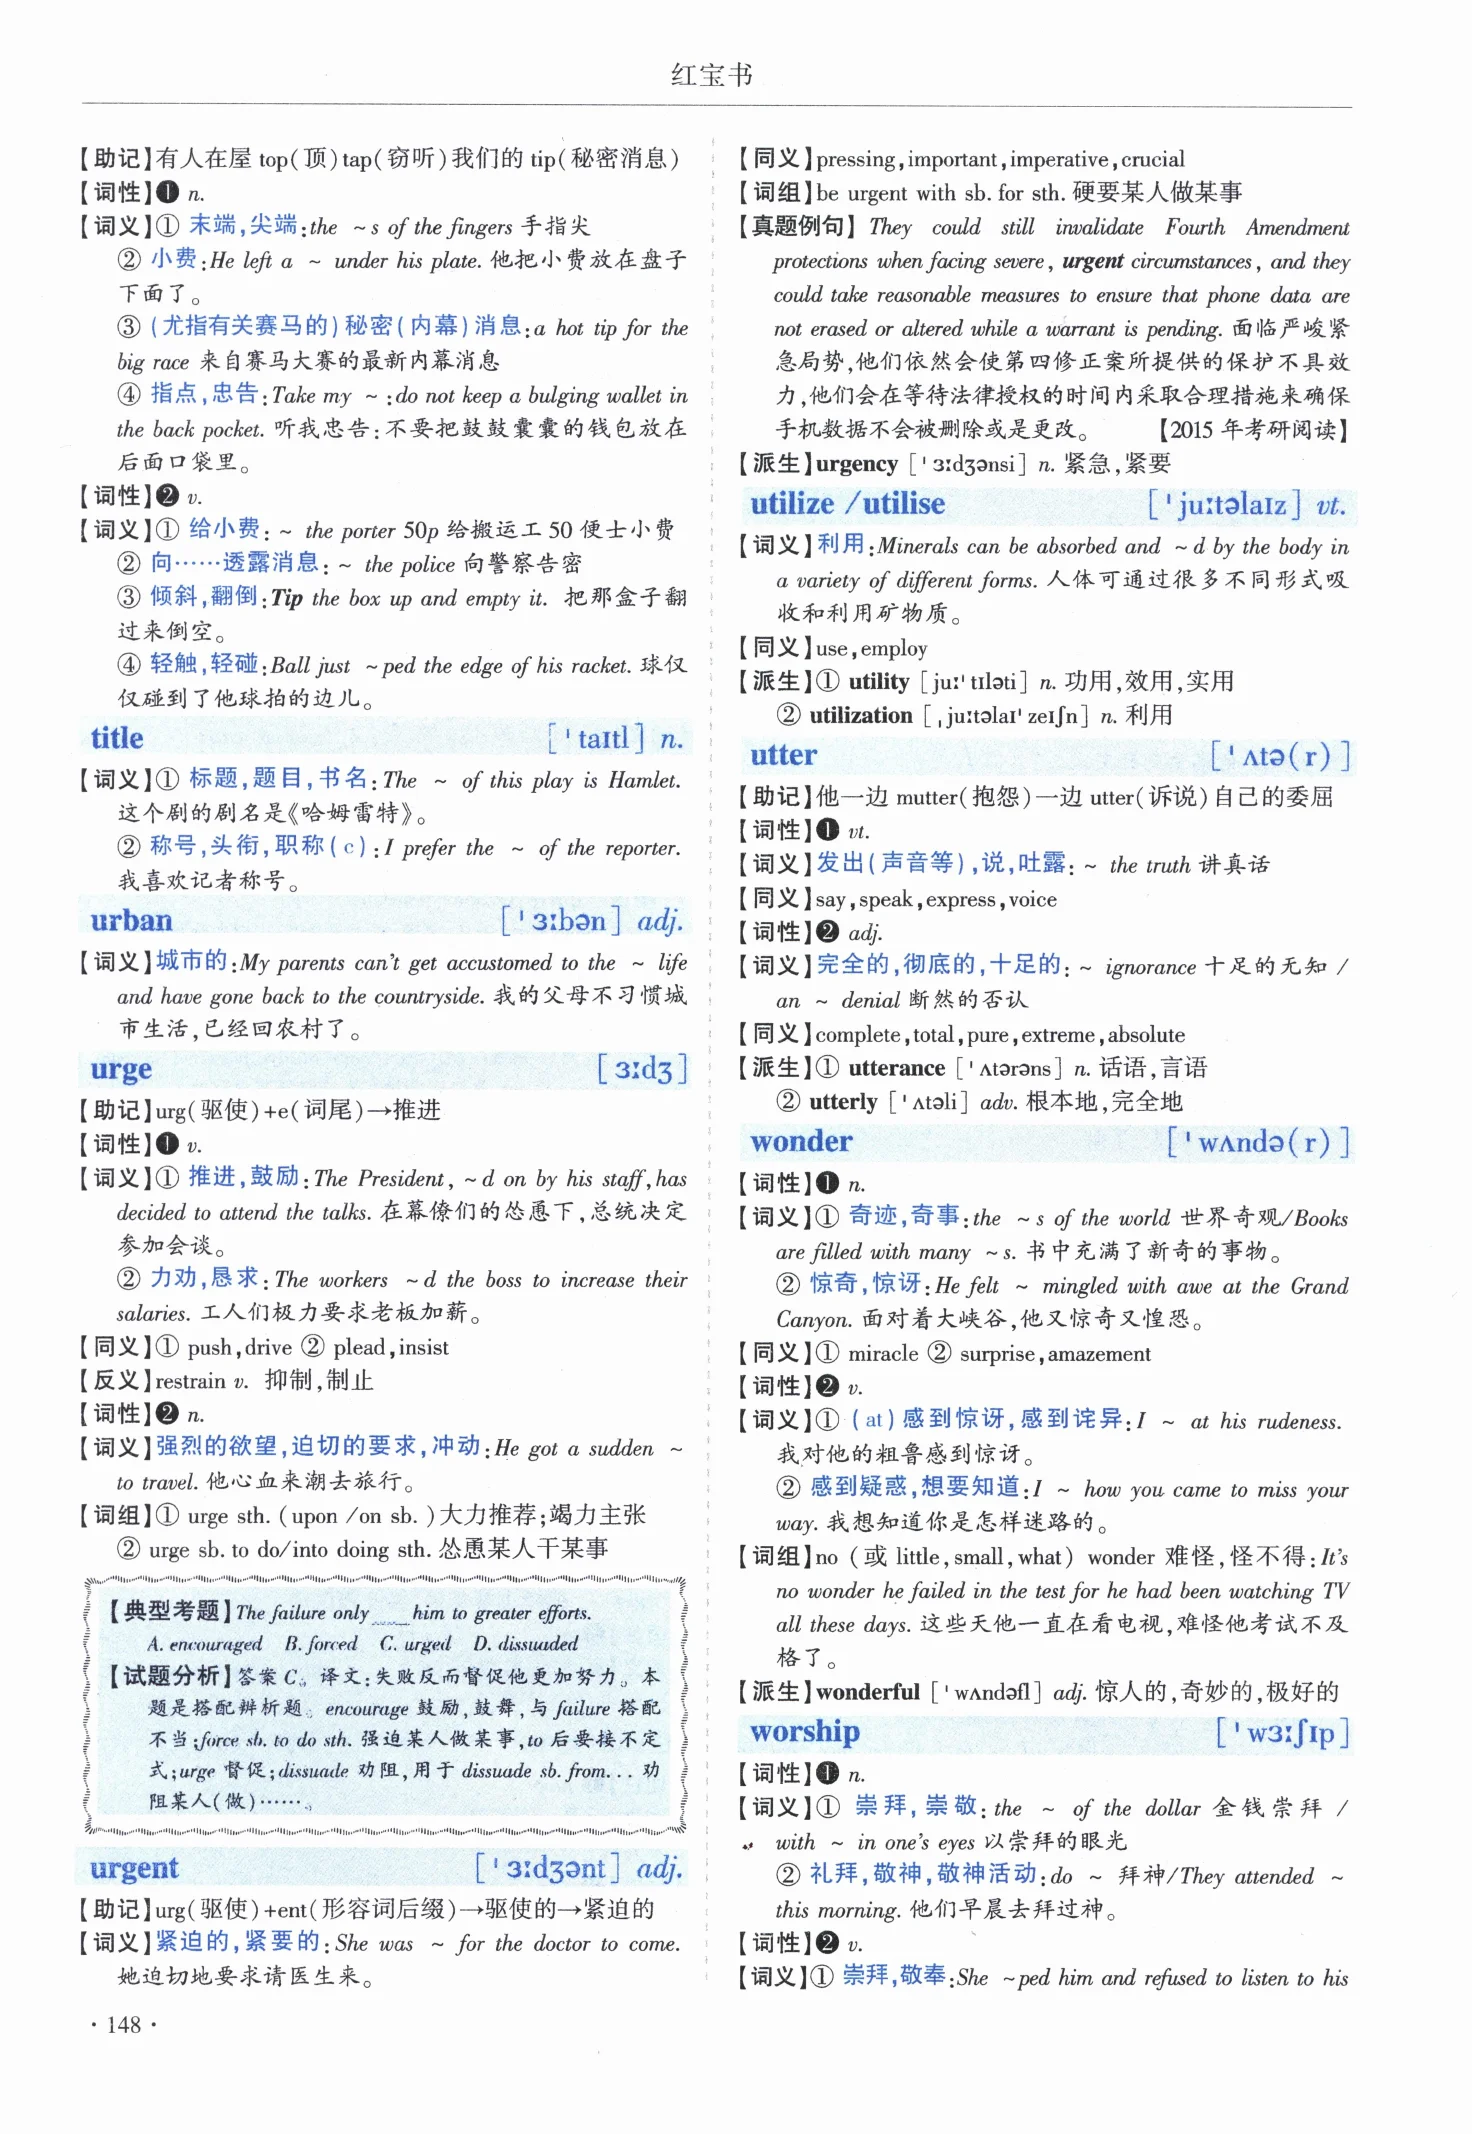 红宝书
【助记】有人在屋 top(顶)tap(窃听)我们的 tip(秘密消息)
【词性】❶ n.
【词义】① 末端,尖端:the ~s of the fingers 手指尖
② 小费:He left a ~ under his plate. 他把小费放在盘子
下面了。
③ (尤指有关赛马的)秘密(内幕)消息:a hot tip for the
big race 来自赛马大赛的最新内幕消息
④ 指点,忠告:Take my ~ :do not keep a bulging wallet in
the back pocket. 听我忠告:不要把鼓鼓囊囊的钱包放在
后面口袋里。
【词性】❷ v.
【词义】① 给小费: ~ the porter 50p 给搬运工 50 便士小费
② 向……透露消息: ~ the police 向警察告密
③ 倾斜,翻倒:Tip the box up and empty it. 把那盒子翻
过来倒空。
④ 轻触,轻碰:Ball just ~ped the edge of his racket. 球仅
仅碰到了他球拍的边儿。
title [ˈtaɪtl] n.
【词义】① 标题,题目,书名:The ~ of this play is Hamlet.
这个剧的剧名是《哈姆雷特》。
② 称号,头衔,职称(c):I prefer the ~ of the reporter.
我喜欢记者称号。
urban [ˈɜːbən] adj.
【词义】城市的:My parents can't get accustomed to the ~ life
and have gone back to the countryside. 我的父母不习惯城
市生活,已经回农村了。
urge [ɜːdʒ]
【助记】urg(驱使)+e(词尾)→推进
【词性】❶ v.
【词义】① 推进,鼓励:The President, ~d on by his staff,has
decided to attend the talks. 在幕僚们的怂恿下,总统决定
参加会谈。
② 力劝,恳求:The workers ~d the boss to increase their
salaries. 工人们极力要求老板加薪。
【同义】① push,drive ② plead,insist
【反义】restrain v. 抑制,制止
【词性】❷ n.
【词义】强烈的欲望,迫切的要求,冲动:He got a sudden ~
to travel. 他心血来潮去旅行。
【词组】① urge sth. (upon /on sb. )大力推荐;竭力主张
② urge sb. to do/into doing sth. 怂恿某人干某事
【典型考题】The failure only ___ him to greater efforts.
A. encouraged B. forced C. urged D. dissuaded
【试题分析】答案 C。译文:失败反而督促他更加努力。本
题是搭配辨析题。encourage 鼓励,鼓舞,与 failure 搭配
不当;force sb. to do sth. 强迫某人做某事,to 后要接不定
式;urge 督促;dissuade 劝阻,用于 dissuade sb. from... 劝
阻某人(做)……。
urgent [ˈɜːdʒənt] adj.
【助记】urg(驱使)+ent(形容词后缀)→驱使的→紧迫的
【词义】紧迫的,紧要的:She was ~ for the doctor to come.
她迫切地要求请医生来。
· 148 ·
【同义】pressing,important,imperative,crucial
【词组】be urgent with sb. for sth. 硬要某人做某事
【真题例句】They could still invalidate Fourth Amendment
protections when facing severe, urgent circumstances, and they
could take reasonable measures to ensure that phone data are
not erased or altered while a warrant is pending. 面临严峻紧
急局势,他们依然会使第四修正案所提供的保护不具效
力,他们会在等待法律授权的时间内采取合理措施来确保
手机数据不会被删除或是更改。 【2015 年考研阅读】
【派生】urgency [ˈɜːdʒənsi] n. 紧急,紧要
utilize /utilise [ˈjuːtəlaɪz] vt.
【词义】利用:Minerals can be absorbed and ~d by the body in
a variety of different forms. 人体可通过很多不同形式吸
收和利用矿物质。
【同义】use,employ
【派生】① utility [juːˈtɪləti] n. 功用,效用,实用
② utilization [ˌjuːtəlaɪˈzeɪʃn] n. 利用
utter [ˈʌtə(r)]
【助记】他一边 mutter(抱怨)一边 utter(诉说)自己的委屈
【词性】❶ vt.
【词义】发出(声音等),说,吐露: ~ the truth 讲真话
【同义】say,speak,express,voice
【词性】❷ adj.
【词义】完全的,彻底的,十足的: ~ ignorance 十足的无知 /
an ~ denial 断然的否认
【同义】complete,total,pure,extreme,absolute
【派生】① utterance [ˈʌtərəns] n. 话语,言语
② utterly [ˈʌtəli] adv. 根本地,完全地
wonder [ˈwʌndə(r)]
【词性】❶ n.
【词义】① 奇迹,奇事:the ~s of the world 世界奇观/Books
are filled with many ~s. 书中充满了新奇的事物。
② 惊奇,惊讶:He felt ~ mingled with awe at the Grand
Canyon. 面对着大峡谷,他又惊奇又惶恐。
【同义】① miracle ② surprise,amazement
【词性】❷ v.
【词义】① (at)感到惊讶,感到诧异:I ~ at his rudeness.
我对他的粗鲁感到惊讶。
② 感到疑惑,想要知道:I ~ how you came to miss your
way. 我想知道你是怎样迷路的。
【词组】no (或 little,small,what) wonder 难怪,怪不得:It's
no wonder he failed in the test for he had been watching TV
all these days. 这些天他一直在看电视,难怪他考试不及
格了。
【派生】wonderful [ˈwʌndəfl] adj. 惊人的,奇妙的,极好的
worship [ˈwɜːʃɪp]
【词性】❶ n.
【词义】① 崇拜,崇敬:the ~ of the dollar 金钱崇拜 /
with ~ in one's eyes 以崇拜的眼光
② 礼拜,敬神,敬神活动:do ~ 拜神/They attended ~
this morning. 他们早晨去拜过神。
【词性】❷ v.
【词义】① 崇拜,敬奉:She ~ped him and refused to listen to his